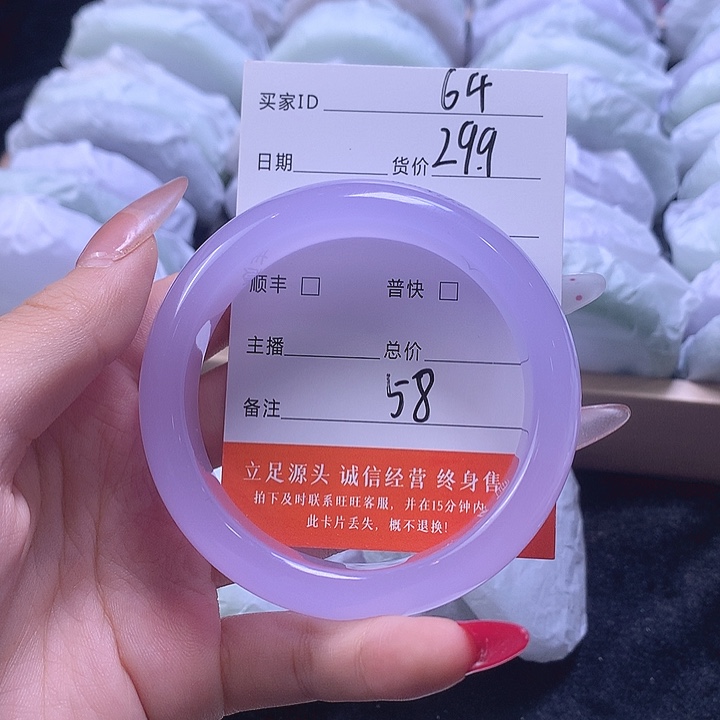 买家ID 64
日期 货价 299
顺丰 □ 普快 □
主播 总价
备注 58
立足源头 诚信经营 终身售
拍下及时联系旺旺客服，并在15分钟内
此卡片丢失，概不退换!